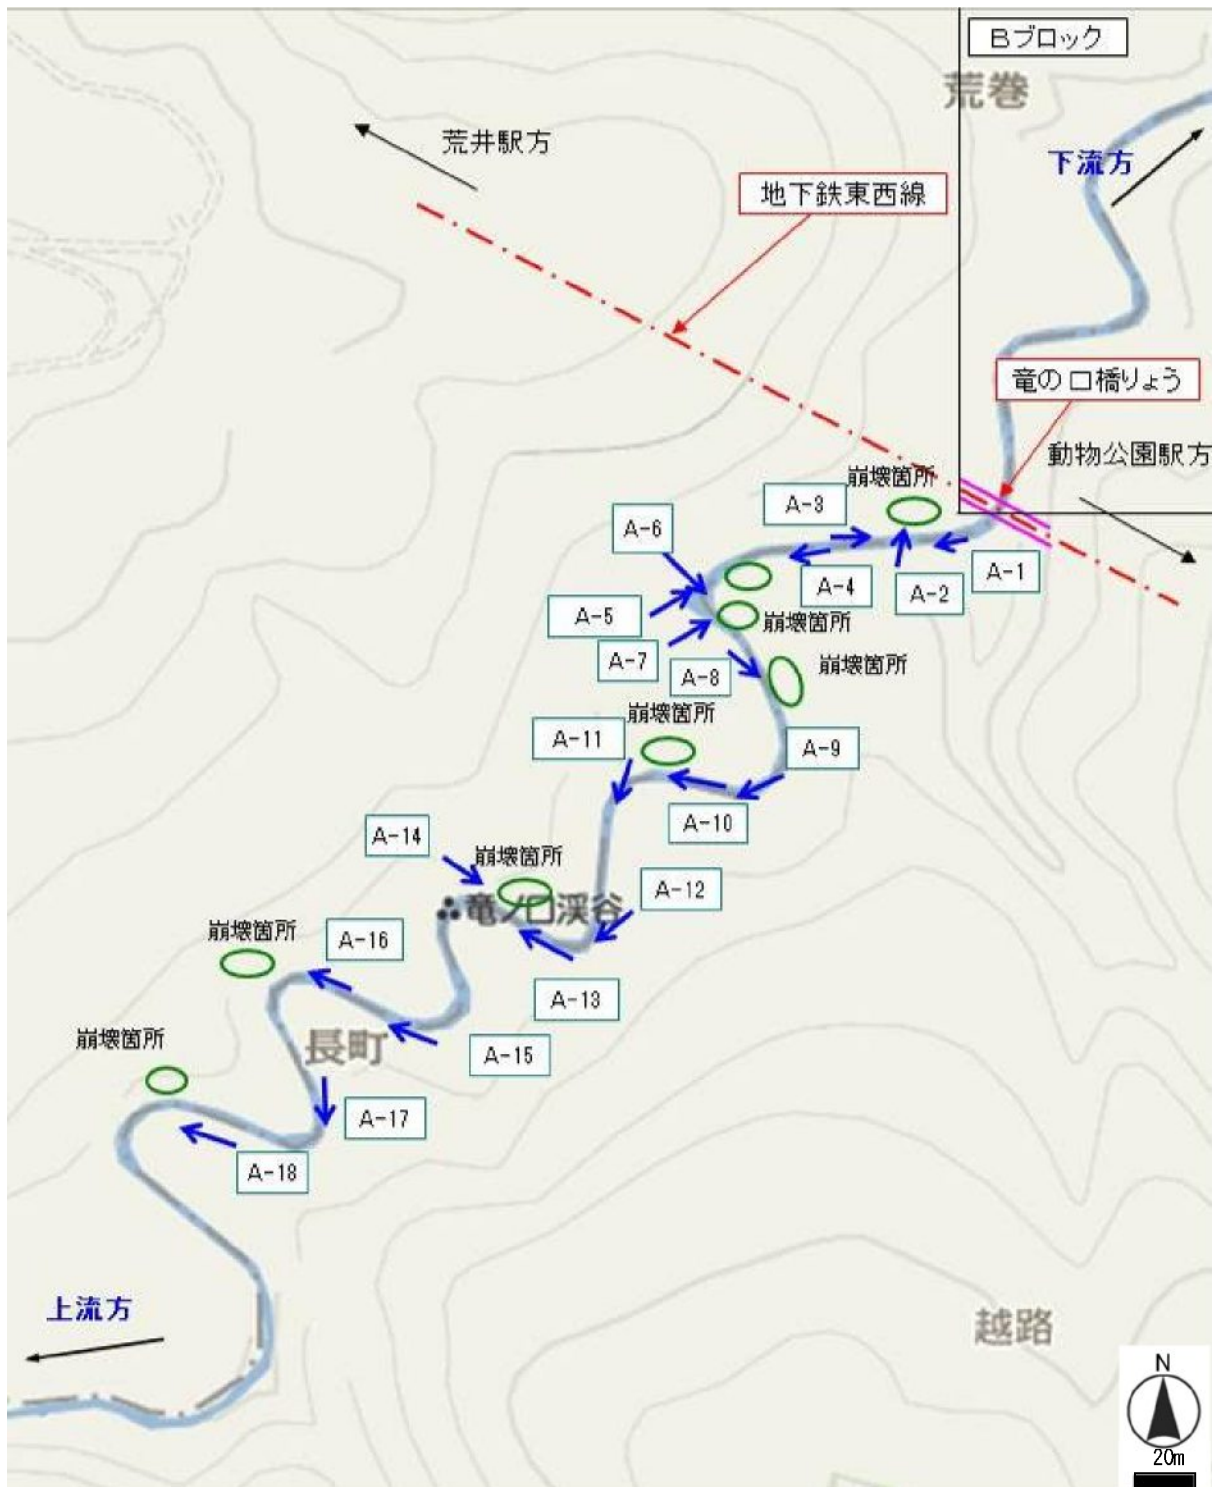 Bブロック
荒巻
荒井駅方
下流方
地下鉄東西線
竜の口橋りょう
動物公園駅方
崩壊箇所
A-3
A-6
A-1
A-4
A-2
A-5
崩壊箇所
A-7
崩壊箇所
A-8
崩壊箇所
A-11
A-9
A-10
A-14
崩壊箇所
A-12
竜ノ口渓谷
崩壊箇所
A-16
A-13
長町
崩壊箇所
A-15
A-17
A-18
上流方
越路
N
20m